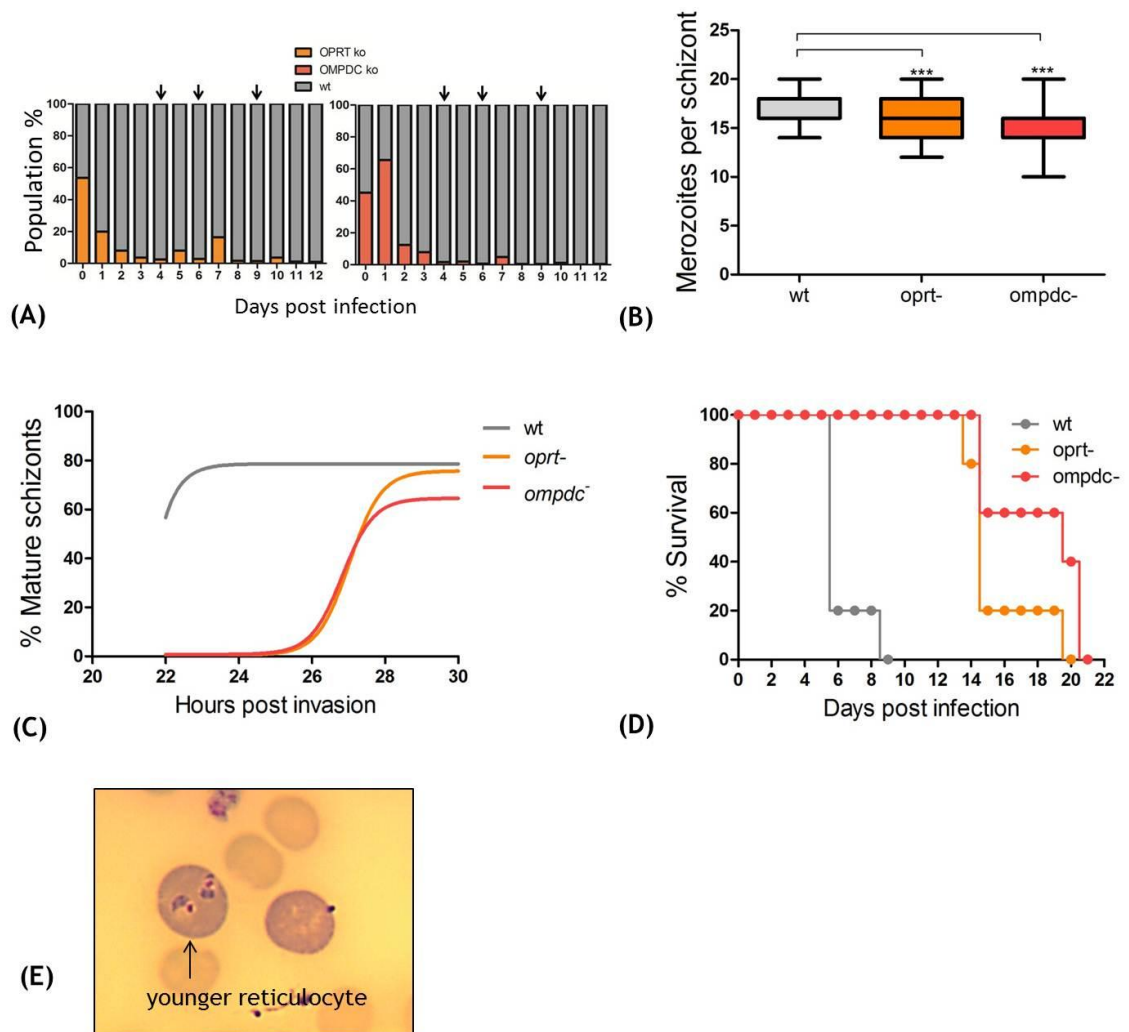 OPRT ko
OMPDC ko
wt
Population %
100
80
60
40
20
0
0 1 2 3 4 5 6 7 8 9 10 11 12
100
80
60
40
20
0
0 1 2 3 4 5 6 7 8 9 10 11 12
Days post infection
(A)
Merozoites per schizont
25
20
15
10
5
0
***
***
wt oprt- ompdc-
(B)
% Mature schizonts
100
80
60
40
20
0
20 22 24 26 28 30
Hours post invasion
wt
oprt-
ompdc-
(C)
% Survival
100
80
60
40
20
0
0 2 4 6 8 10 12 14 16 18 20 22
Days post infection
wt
oprt-
ompdc-
(D)
younger reticulocyte
(E)